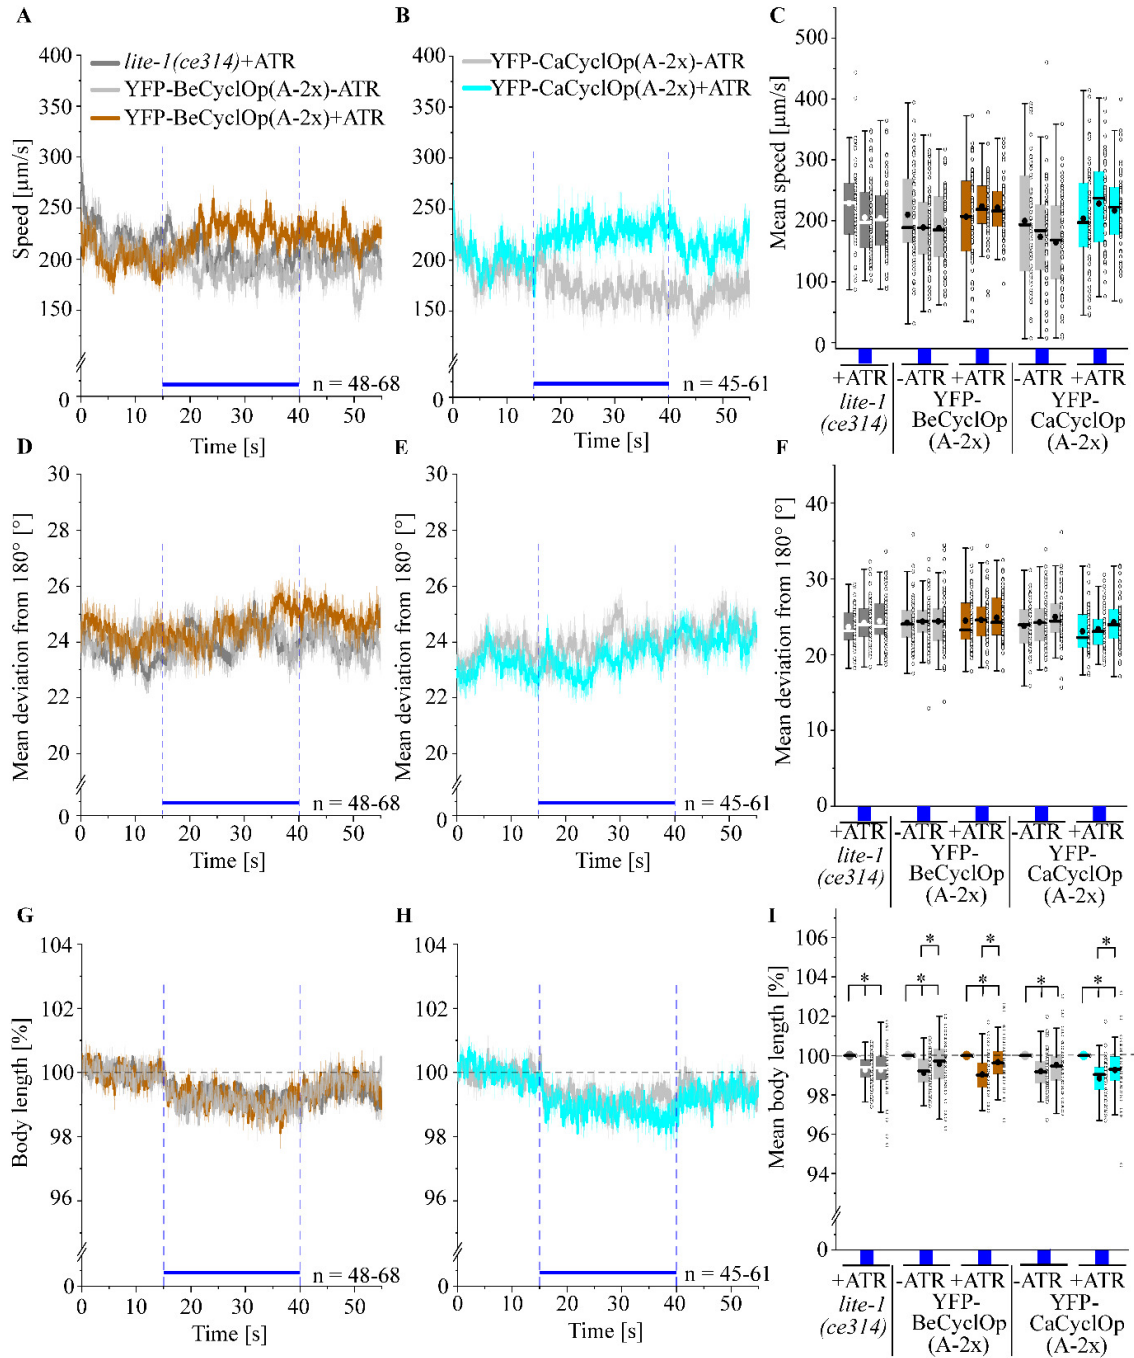 A
B
C
400
350
300
250
200
150
0
Speed [µm/s]
lite-1(ce314)+ATR
YFP-BeCyclOp(A-2x)-ATR
YFP-BeCyclOp(A-2x)+ATR
n = 48-68
0 10 20 30 40 50
Time [s]
400
350
300
250
200
150
0
YFP-CaCyclOp(A-2x)-ATR
YFP-CaCyclOp(A-2x)+ATR
n = 45-61
0 10 20 30 40 50
Time [s]
500
400
300
200
100
0
Mean speed [µm/s]
+ATR -ATR +ATR -ATR +ATR
lite-1 YFP- YFP-
(ce314) BeCyclOp CaCyclOp
(A-2x) (A-2x)
D
E
F
30
28
26
24
22
20
0
Mean deviation from 180° [°]
n = 48-68
0 10 20 30 40 50
Time [s]
30
28
26
24
22
20
0
Mean deviation from 180° [°]
n = 45-61
0 10 20 30 40 50
Time [s]
40
30
20
10
0
Mean deviation from 180° [°]
+ATR -ATR +ATR -ATR +ATR
lite-1 YFP- YFP-
(ce314) BeCyclOp CaCyclOp
(A-2x) (A-2x)
G
H
I
104
102
100
98
96
0
Body length [%]
n = 48-68
0 10 20 30 40 50
Time [s]
104
102
100
98
96
0
n = 45-61
0 10 20 30 40 50
Time [s]
106
104
102
100
98
96
94
0
Mean body length [%]
* * *
* * * * *
+ATR -ATR +ATR -ATR +ATR
lite-1 YFP- YFP-
(ce314) BeCyclOp CaCyclOp
(A-2x) (A-2x)